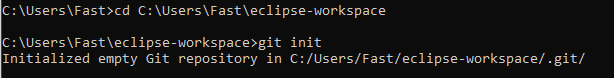 C:\Users\Fast>cd C:\Users\Fast\eclipse-workspace
C:\Users\Fast\eclipse-workspace>git init
Initialized empty Git repository in C:/Users/Fast/eclipse-workspace/.git/